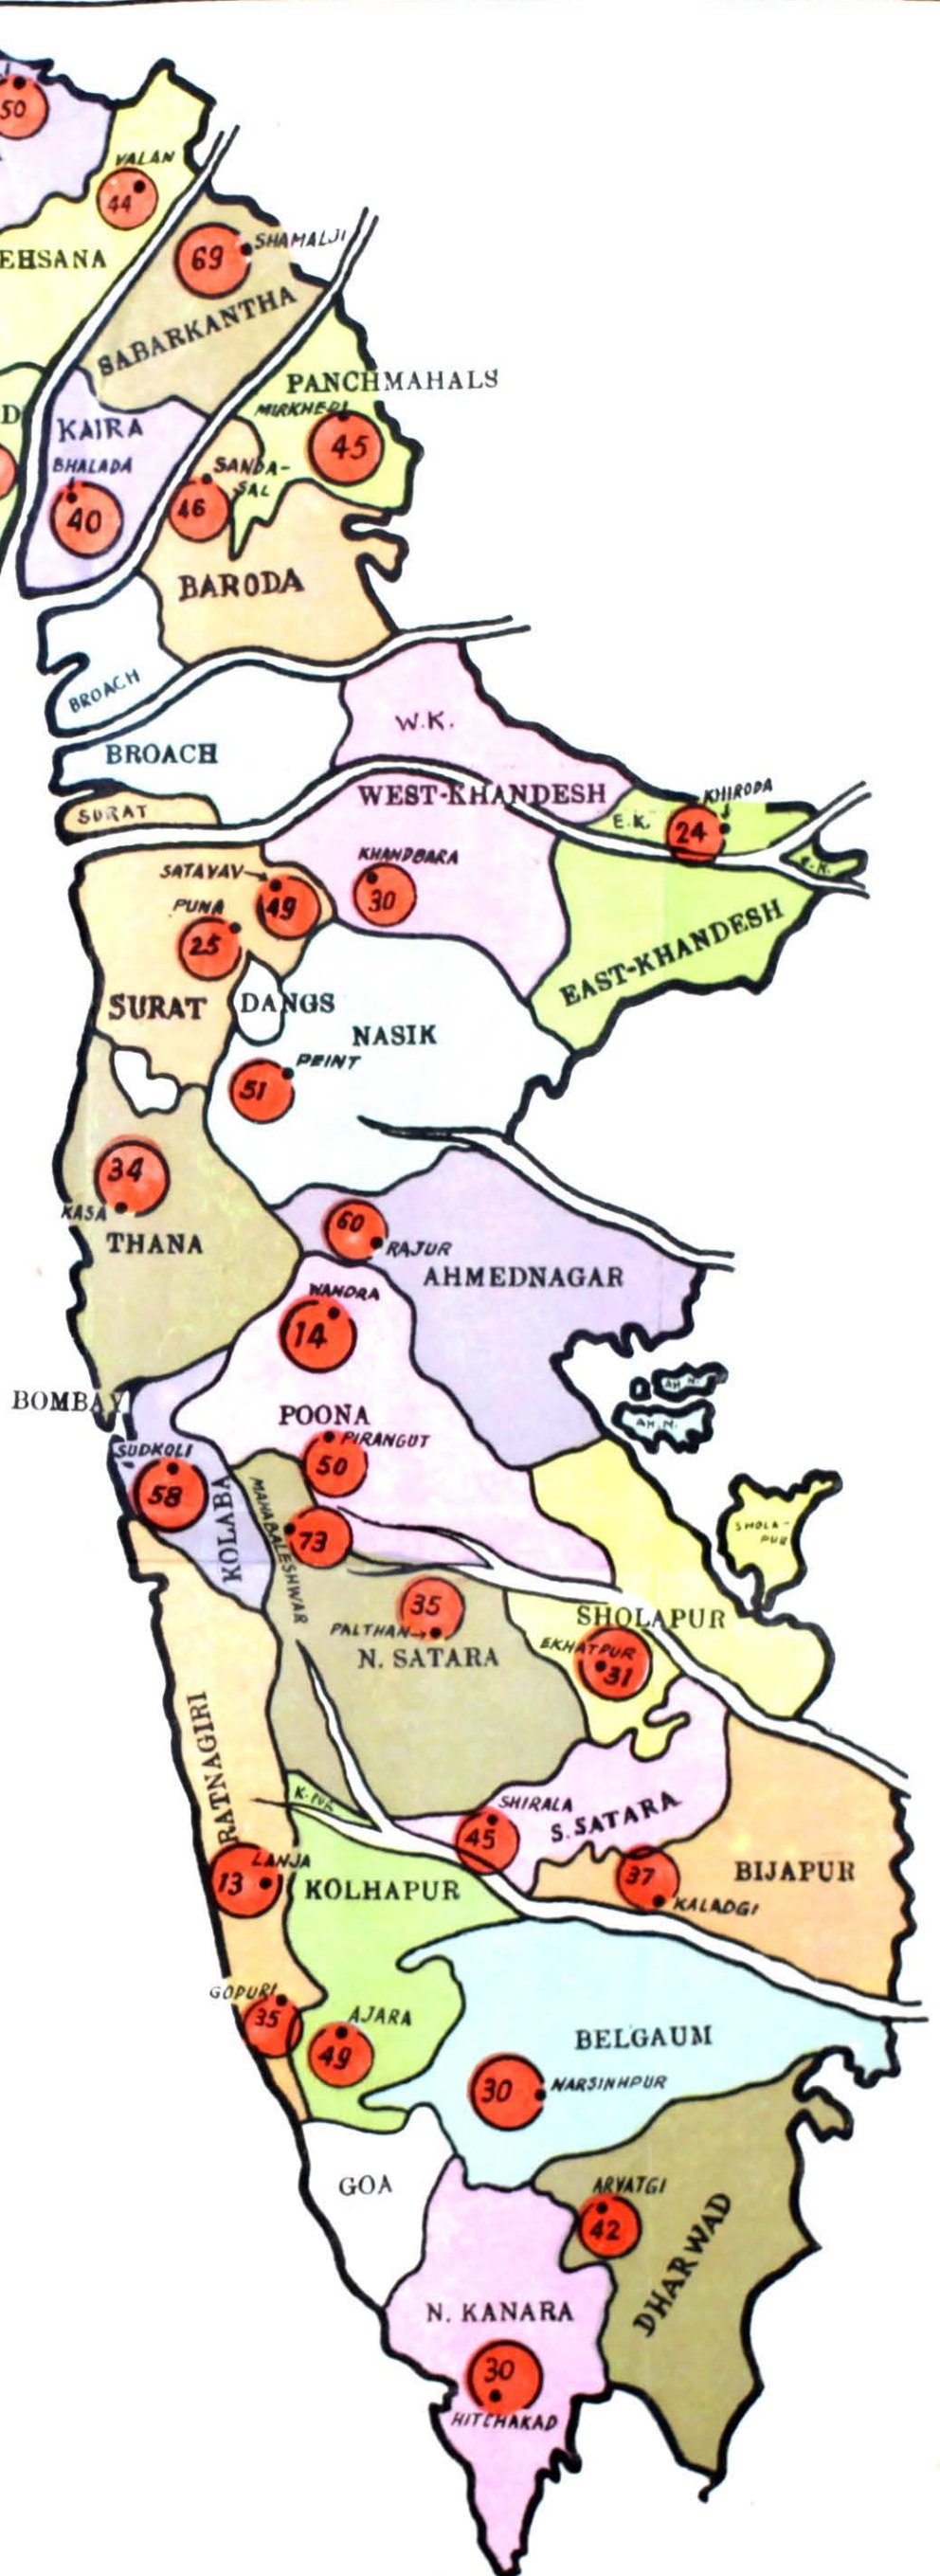 50
VALAN
44
EHSANA
69
SHAMALJI
SABARKANTHA
PANCHMAHALS
MIRKHEDI
45
D
KAIRA
BHALADA
40
SANDA-
SAL
46
BARODA
BROACH
W.K.
BROACH
WEST-KHANDESH
KHIRODA
SURAT
E.K.
24
E.K.
KHANDBARA
SATAVAV
30
49
PUNA
25
EAST-KHANDESH
SURAT
DANGS
NASIK
PEINT
51
34
KASA
THANA
60
RAJUR
AHMEDNAGAR
WANDRA
14
AH.N.
BOMBAY
AH.N.
POONA
PIRANGUT
SUDKOLI
50
58
KOLABA
MAHABALESHWAR
73
SHOLA-
PUR
35
PALTHAN
N. SATARA
SHOLAPUR
EKHATPUR
31
RATNAGIRI
K-PUR
SHIRALA
45
S.SATARA
LANJA
13
KOLHAPUR
37
KALADGI
BIJAPUR
GOPURI
35
AJARA
49
BELGAUM
30
NARSINHPUR
GOA
ARVATGI
42
DHARWAD
N. KANARA
30
HITCHAKAD